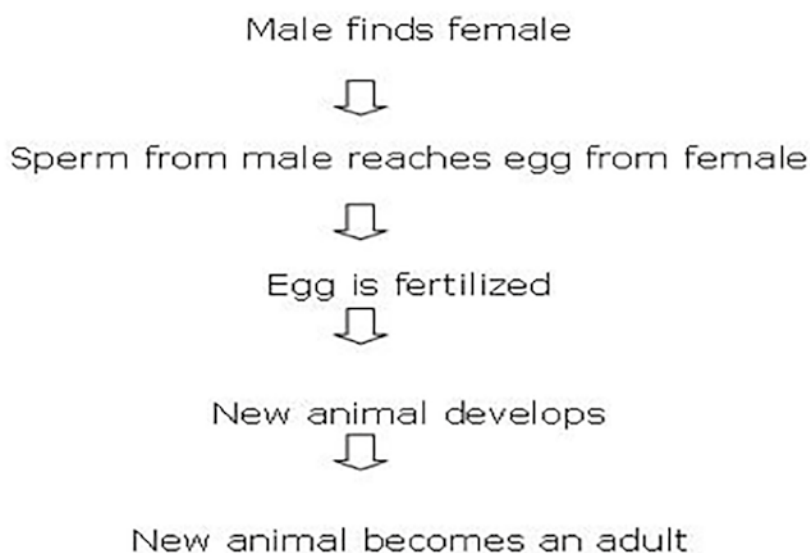 Male finds female
Sperm from male reaches egg from female
Egg is fertilized
New animal develops
New animal becomes an adult